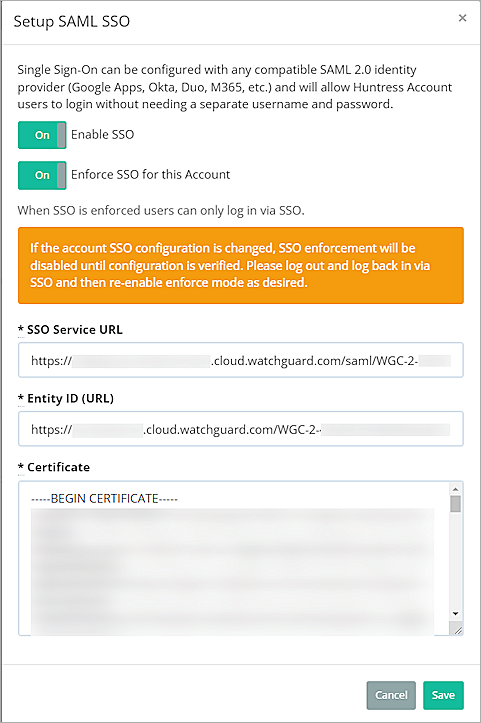 Setup SAML SSO
×
Single Sign-On can be configured with any compatible SAML 2.0 identity
provider (Google Apps, Okta, Duo, M365, etc.) and will allow Huntress Account
users to login without needing a separate username and password.
On Enable SSO
On Enforce SSO for this Account
When SSO is enforced users can only log in via SSO.
If the account SSO configuration is changed, SSO enforcement will be
disabled until configuration is verified. Please log out and log back in via
SSO and then re-enable enforce mode as desired.
* SSO Service URL
https:// .cloud.watchguard.com/saml/WGC-2-
* Entity ID (URL)
https:// .cloud.watchguard.com/WGC-2-
* Certificate
-----BEGIN CERTIFICATE-----
Cancel Save